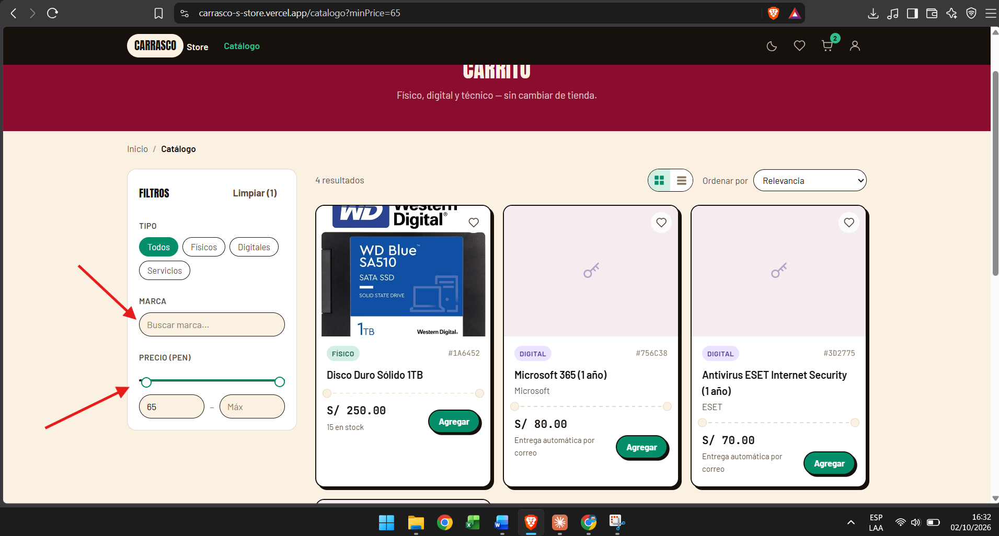 carrasco-s-store.vercel.app/catalogo?minPrice=65
CARRASCO Store Catálogo 2
CARRITO
Físico, digital y técnico — sin cambiar de tienda.
Inicio / Catálogo
FILTROS
Limpiar (1)
TIPO
Todos
Físicos
Digitales
Servicios
MARCA
Buscar marca...
PRECIO (PEN)
65 – Máx
4 resultados
Ordenar por
Relevancia
WD Western
Digital®
WD Blue™
SA510
SATA SSD
SOLID STATE DRIVE
1TB
Western Digital.
FÍSICO
#1A6452
Disco Duro Sólido 1TB
S/ 250.00
15 en stock
Agregar
DIGITAL
#756C38
Microsoft 365 (1 año)
Microsoft
S/ 80.00
Entrega automática por
correo
Agregar
DIGITAL
#3D2775
Antivirus ESET Internet Security
(1 año)
ESET
S/ 70.00
Entrega automática por
correo
Agregar
ESP
LAA
16:32
02/10/2026